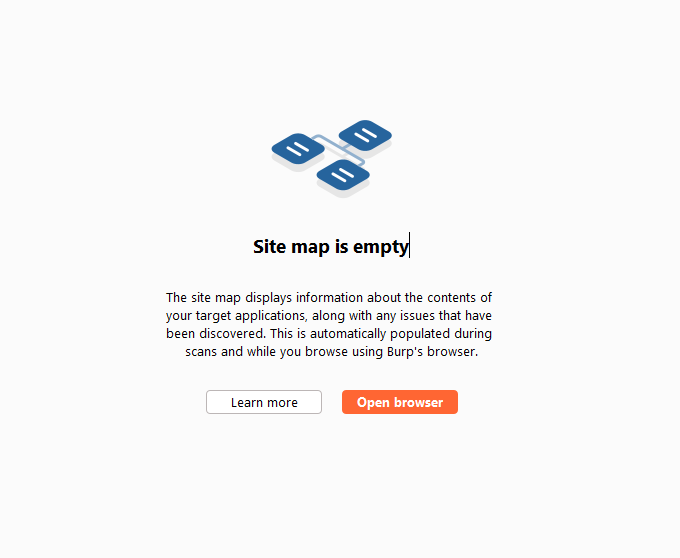 Site map is empty
The site map displays information about the contents of
your target applications, along with any issues that have
been discovered. This is automatically populated during
scans and while you browse using Burp's browser.
Learn more
Open browser